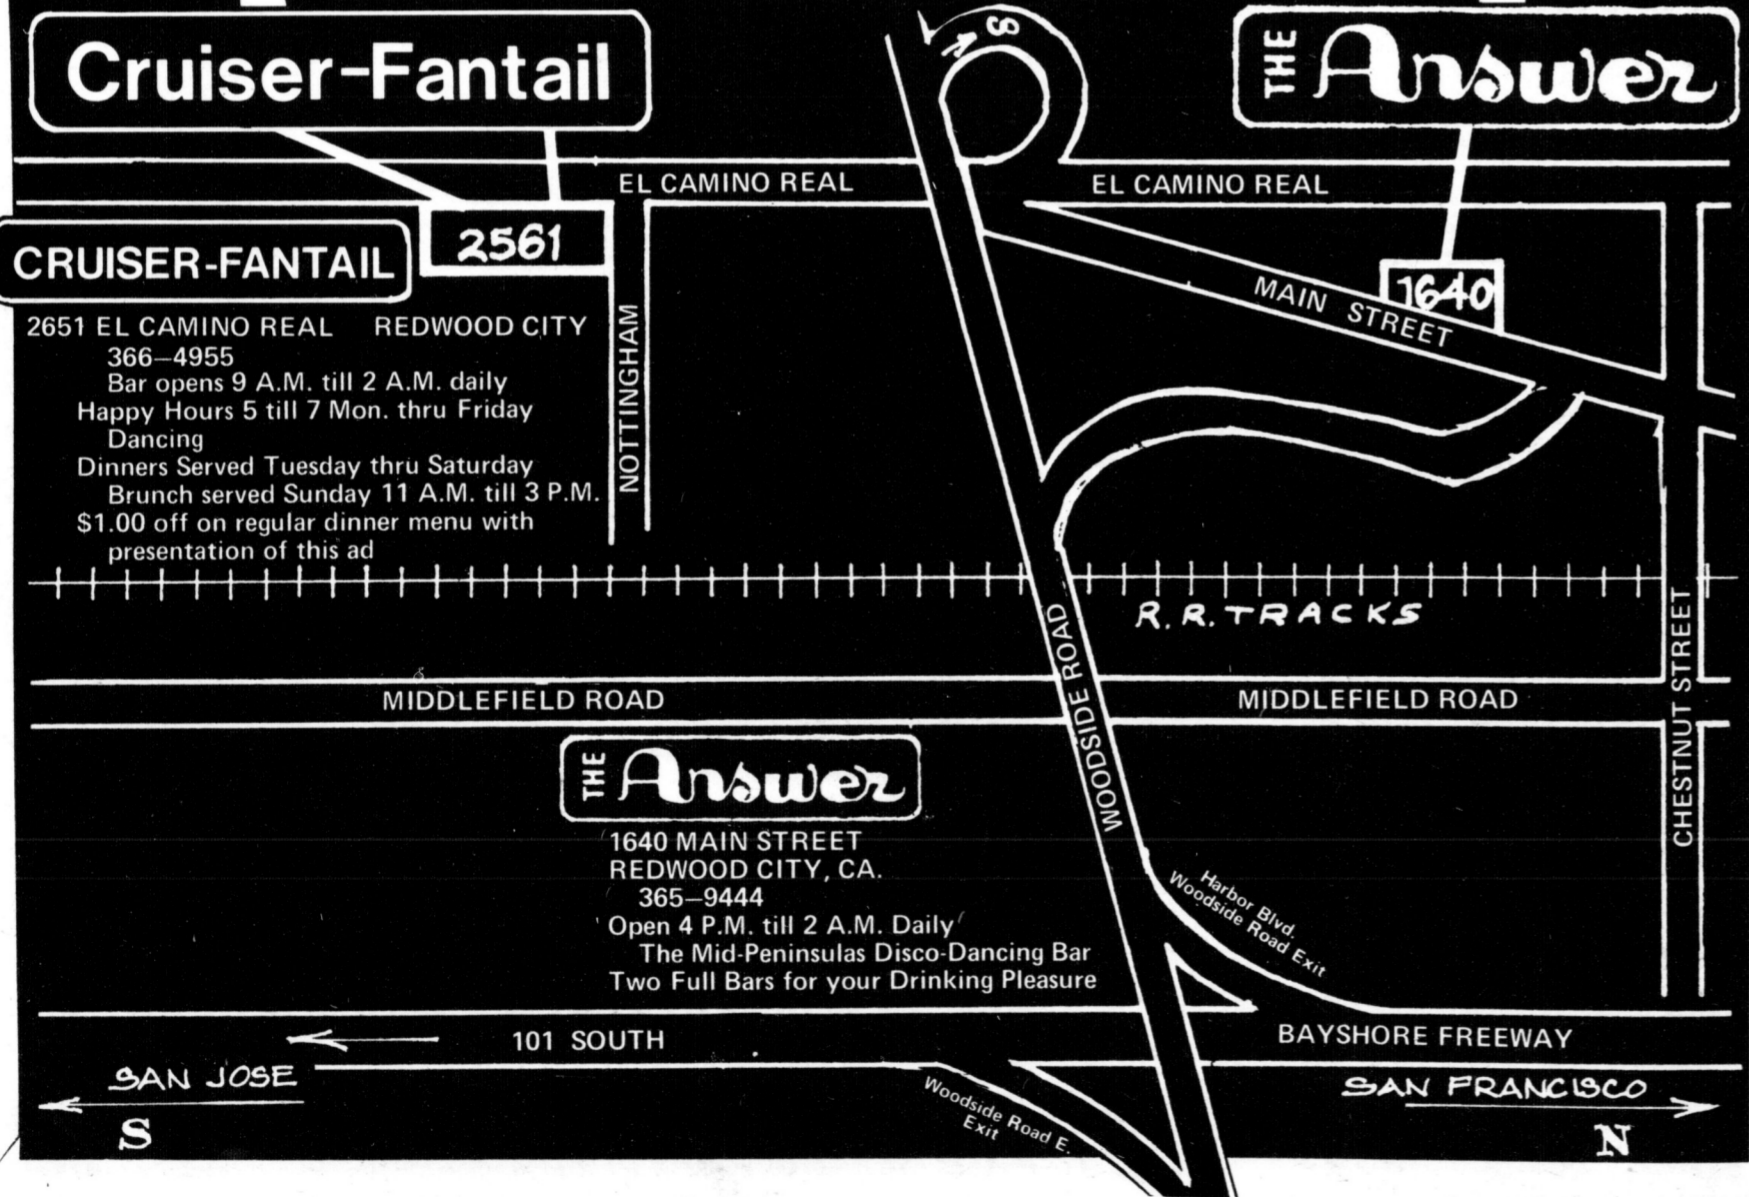 Cruiser-Fantail
THE Answer
EL CAMINO REAL
EL CAMINO REAL
2561
CRUISER-FANTAIL
1640
MAIN STREET
2651 EL CAMINO REAL REDWOOD CITY
366—4955
Bar opens 9 A.M. till 2 A.M. daily
Happy Hours 5 till 7 Mon. thru Friday
Dancing
Dinners Served Tuesday thru Saturday
Brunch served Sunday 11 A.M. till 3 P.M.
$1.00 off on regular dinner menu with
presentation of this ad
NOTTINGHAM
R.R. TRACKS
WOODSIDE ROAD
CHESTNUT STREET
MIDDLEFIELD ROAD
MIDDLEFIELD ROAD
THE Answer
1640 MAIN STREET
REDWOOD CITY, CA.
365—9444
Open 4 P.M. till 2 A.M. Daily
The Mid-Peninsulas Disco-Dancing Bar
Two Full Bars for your Drinking Pleasure
Harbor Blvd.
Woodside Road Exit
101 SOUTH
BAYSHORE FREEWAY
SAN JOSE
SAN FRANCISCO
Woodside Road E.
Exit
S
N